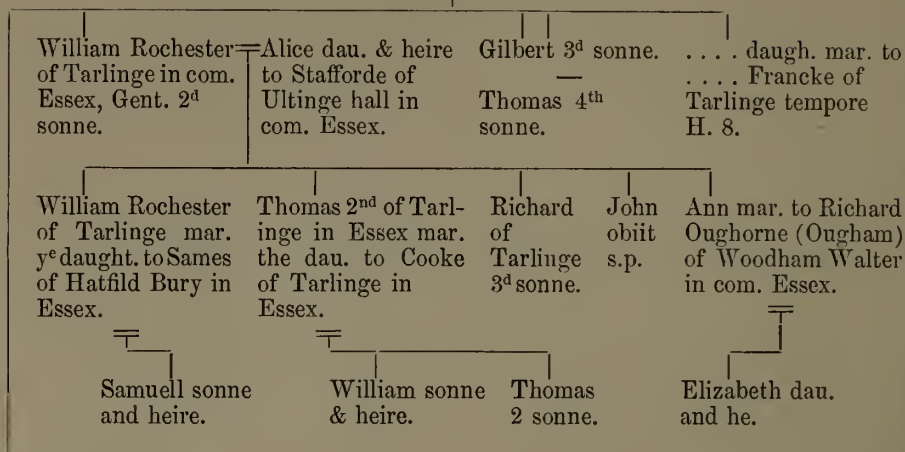 William Rochester
of Tarlinge in com.
Essex, Gent. 2d
sonne.
Alice dau. & heire
to Stafforde of
Ultinge hall in
com. Essex.
Gilbert 3d sonne.
—
Thomas 4th
sonne.
. . . . daugh. mar. to
. . . . Francke of
Tarlinge tempore
H. 8.
William Rochester
of Tarlinge mar.
ye daught. to Sames
of Hatfild Bury in
Essex.
Thomas 2nd of Tarl-
inge in Essex mar.
the dau. to Cooke
of Tarlinge in
Essex.
Richard
of
Tarlinge
3d sonne.
John
obiit
s.p.
Ann mar. to Richard
Oughorne (Ougham)
of Woodham Walter
in com. Essex.
Samuell sonne
and heire.
William sonne
& heire.
Thomas
2 sonne.
Elizabeth dau.
and he.